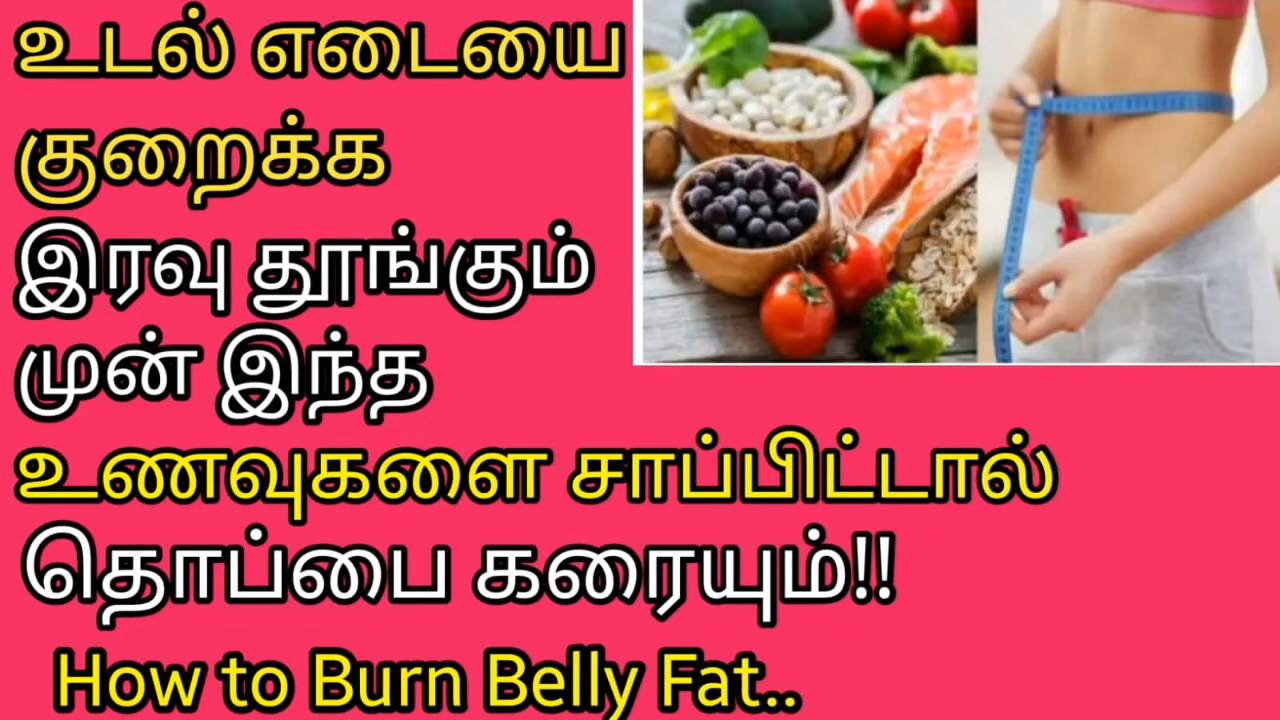 உடல் எடையை
குறைக்க
இரவு தூங்கும்
முன் இந்த
உணவுகளை சாப்பிட்டால்
தொப்பை கரையும்!!
How to Burn Belly Fat..